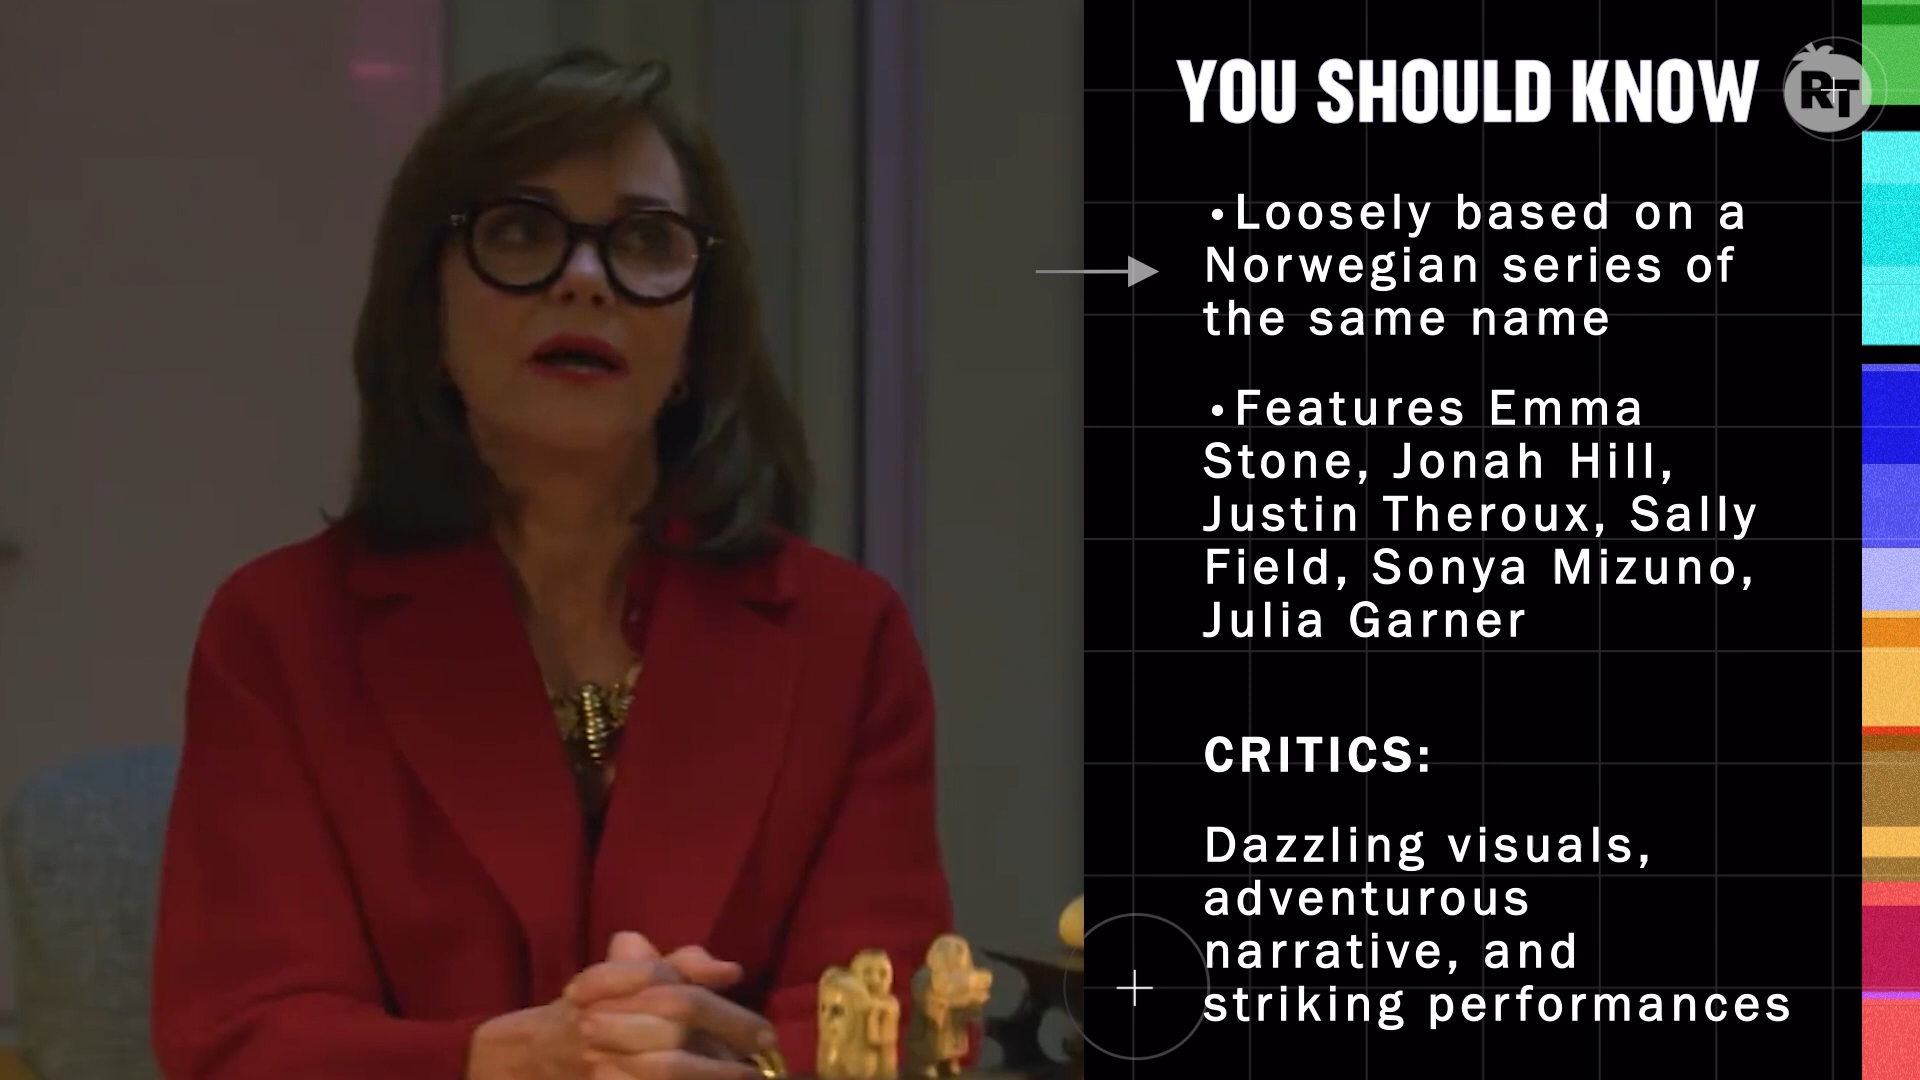 YOU SHOULD KNOW
RT
•Loosely based on a
Norwegian series of
the same name
•Features Emma
Stone, Jonah Hill,
Justin Theroux, Sally
Field, Sonya Mizuno,
Julia Garner
CRITICS:
Dazzling visuals,
adventurous
narrative, and
striking performances